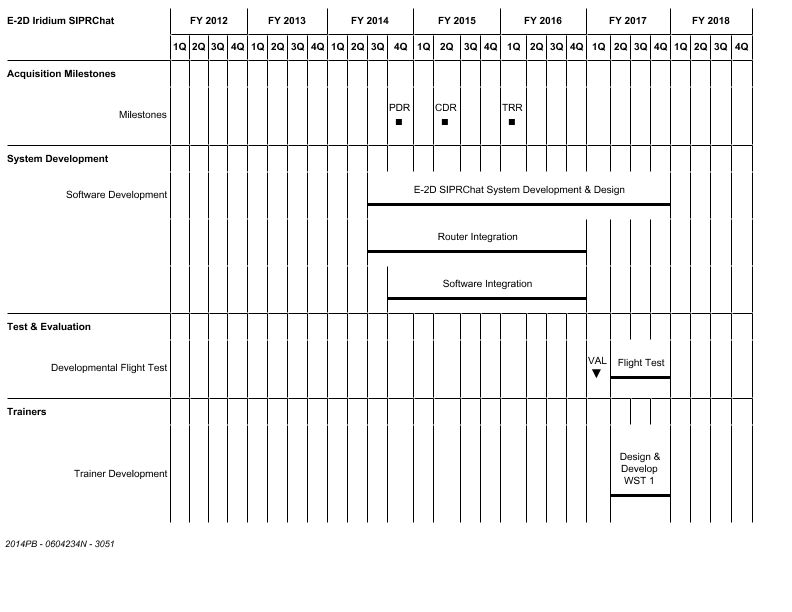 E-2D Iridium SIPRChat FY 2012 FY 2013 FY 2014 FY 2015 FY 2016 FY 2017 FY 2018
1Q 2Q 3Q 4Q 1Q 2Q 3Q 4Q 1Q 2Q 3Q 4Q 1Q 2Q 3Q 4Q 1Q 2Q 3Q 4Q 1Q 2Q 3Q 4Q 1Q 2Q 3Q 4Q
Acquisition Milestones
PDR CDR TRR
Milestones
System Development
E-2D SIPRChat System Development & Design
Software Development
Router Integration
Software Integration
Test & Evaluation
VAL Flight Test
Developmental Flight Test
Trainers
Design &
Develop
WST 1
Trainer Development
2014PB - 0604234N - 3051